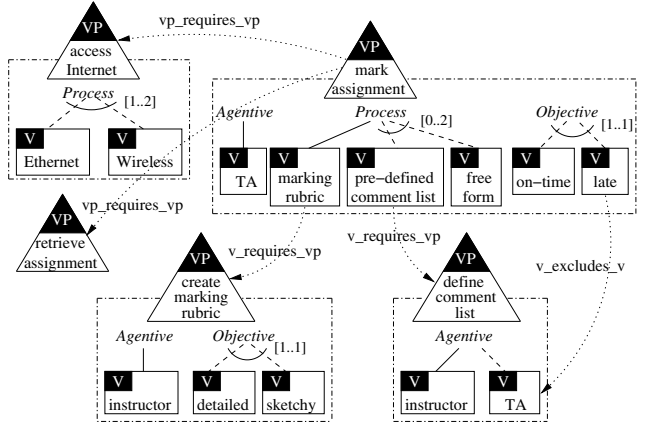 VP
access
Internet
vp_requires_vp
VP
mark
assignment
Process
[1..2]
V
Ethernet
V
Wireless
Agentive
Process
[0..2]
Objective
[1..1]
V
TA
V
marking
rubric
V
pre-defined
comment list
V
free
form
V
on-time
V
late
VP
retrieve
assignment
vp_requires_vp
v_requires_vp
v_requires_vp
v_excludes_v
VP
create
marking
rubric
Agentive
Objective
[1..1]
V
instructor
V
detailed
V
sketchy
VP
define
comment
list
Agentive
V
instructor
V
TA